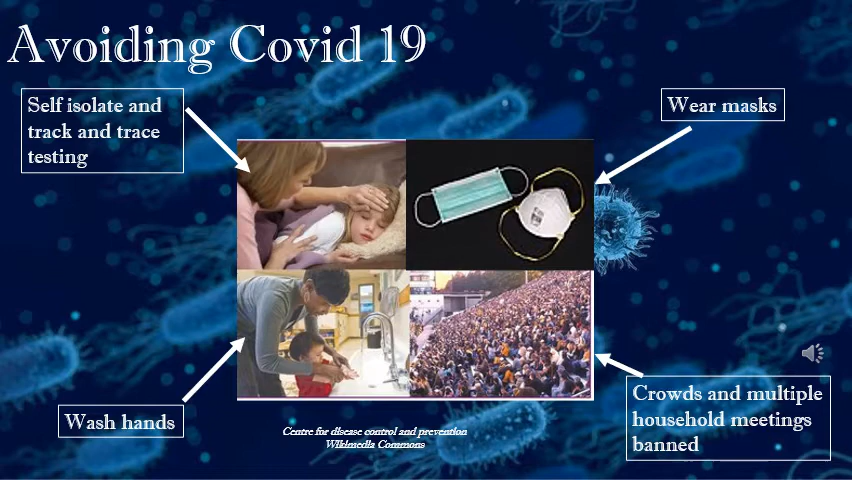 Avoiding Covid 19
Self isolate and
track and trace
testing
Wear masks
Wash hands
Crowds and multiple
household meetings
banned
Centre for disease control and prevention
Wikimedia Commons